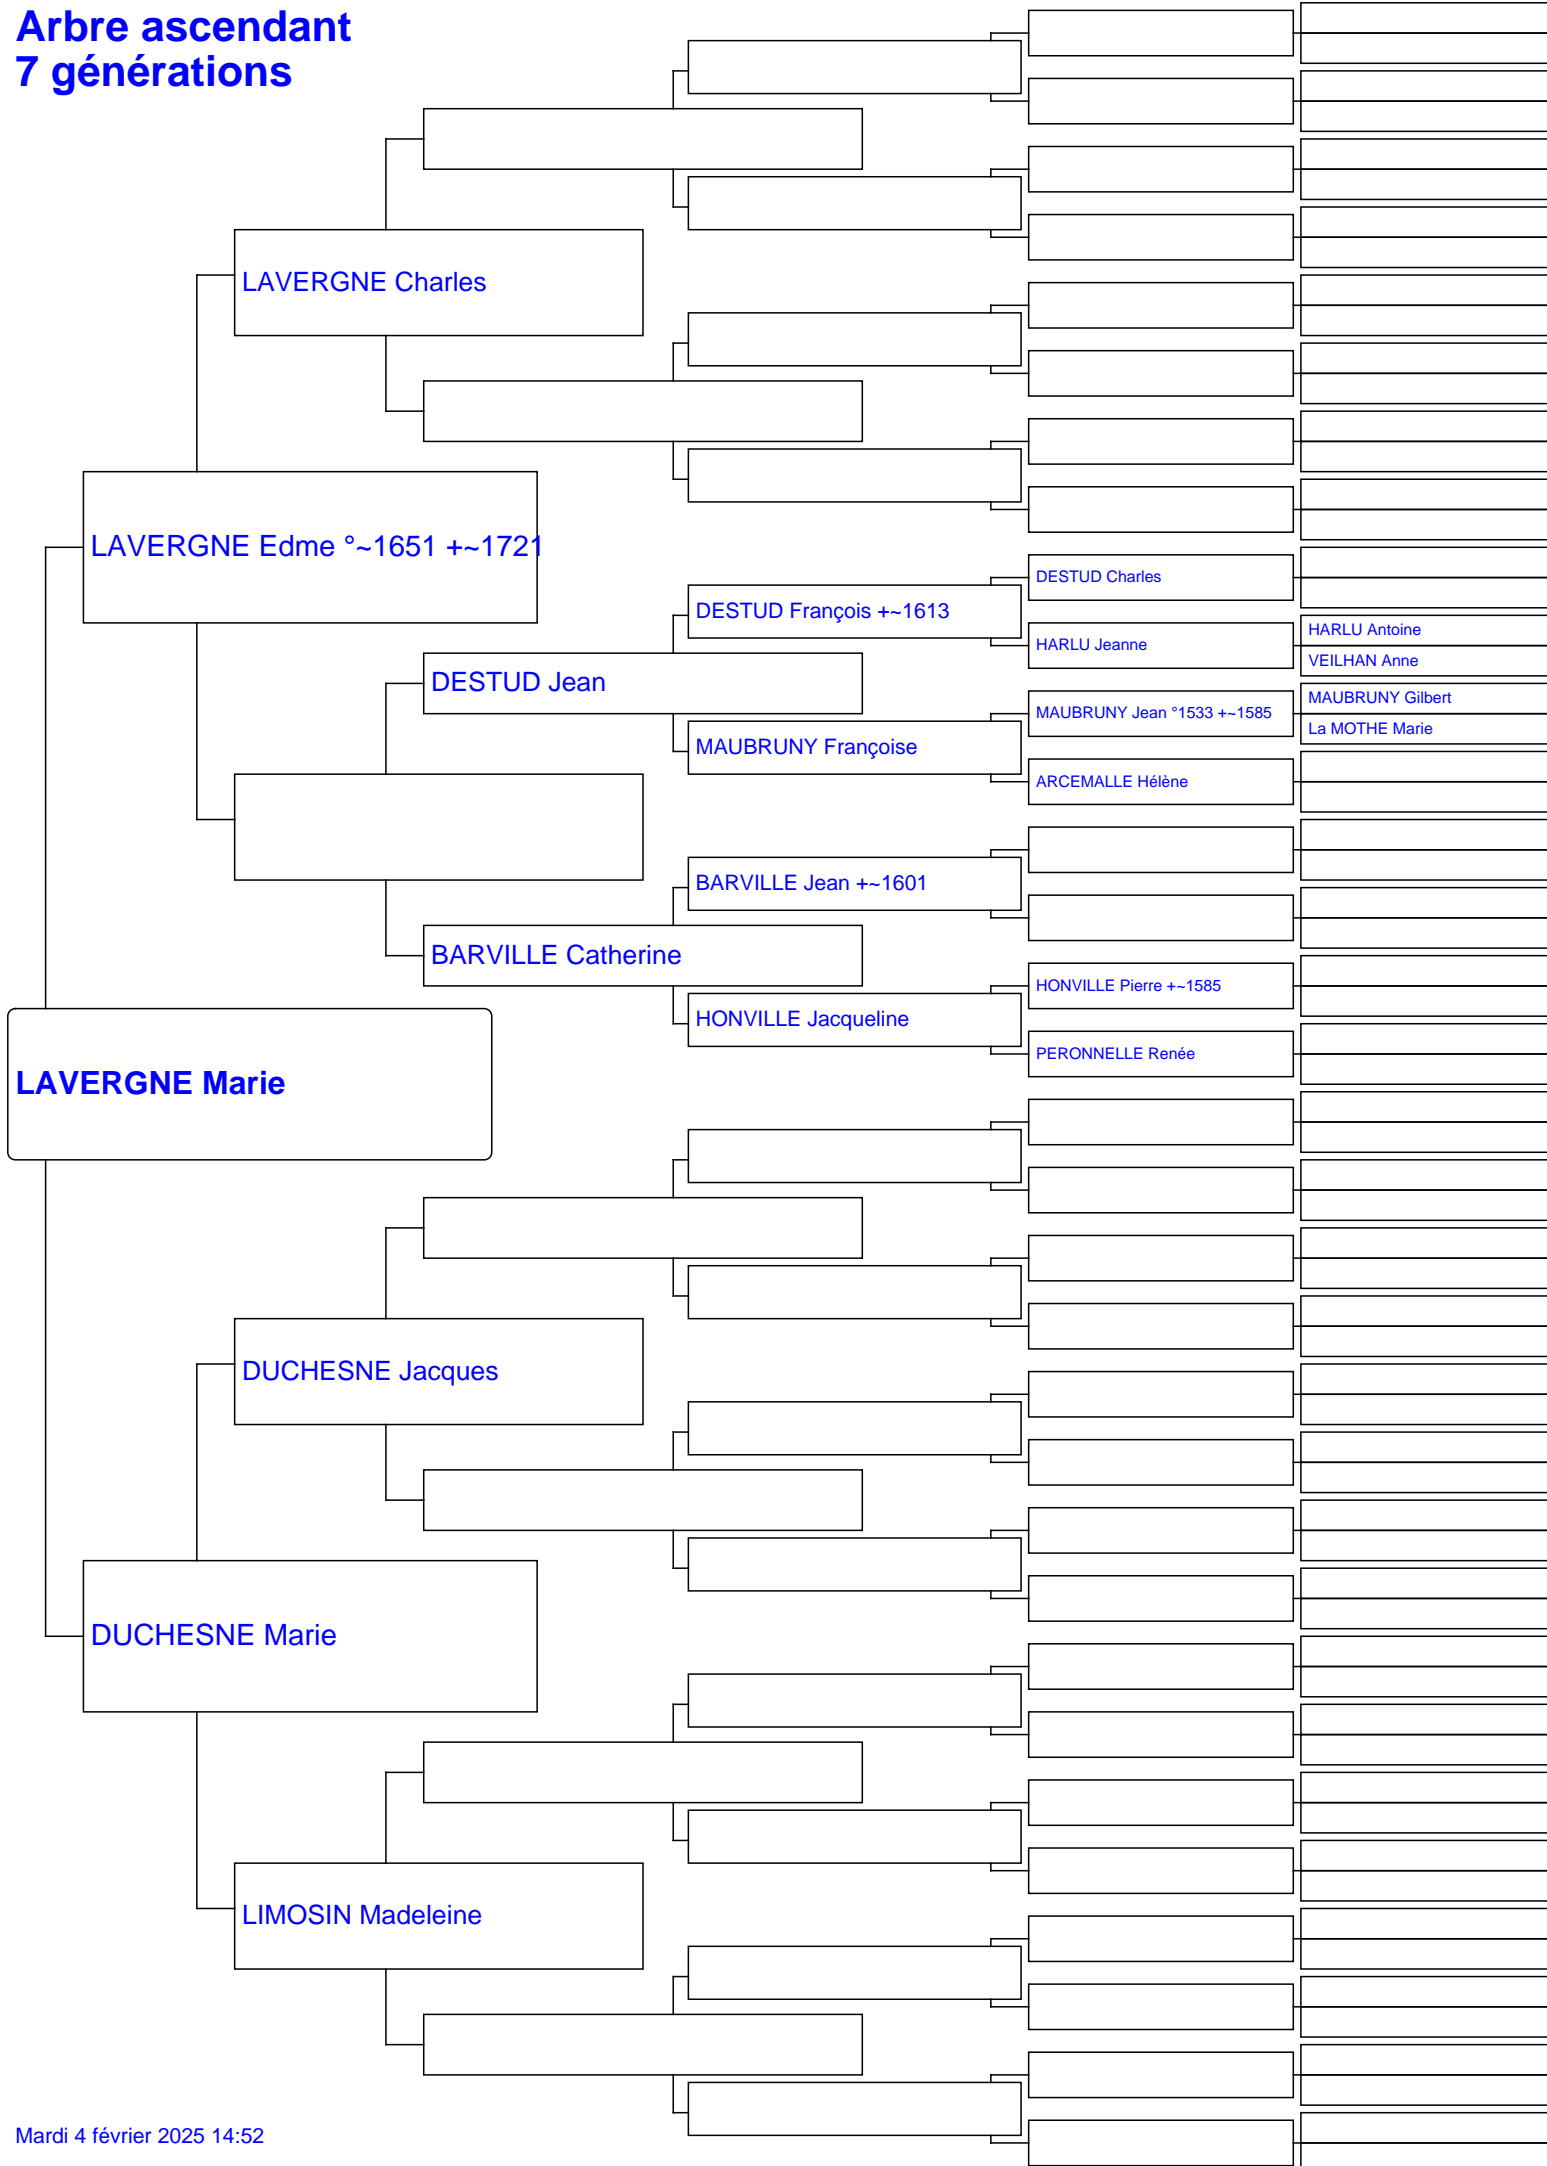 Arbre ascendant
7 générations
LAVERGNE Charles
LAVERGNE Edme °~1651 +~1721
DESTUD Charles
DESTUD François +~1613
HARLU Jeanne
HARLU Antoine
VEILHAN Anne
DESTUD Jean
MAUBRUNY Jean °1533 +~1585
MAUBRUNY Gilbert
La MOTHE Marie
MAUBRUNY Françoise
ARCEMALLE Hélène
BARVILLE Jean +~1601
BARVILLE Catherine
HONVILLE Pierre +~1585
HONVILLE Jacqueline
PERONNELLE Renée
LAVERGNE Marie
DUCHESNE Jacques
DUCHESNE Marie
LIMOSIN Madeleine
Mardi 4 février 2025 14:52